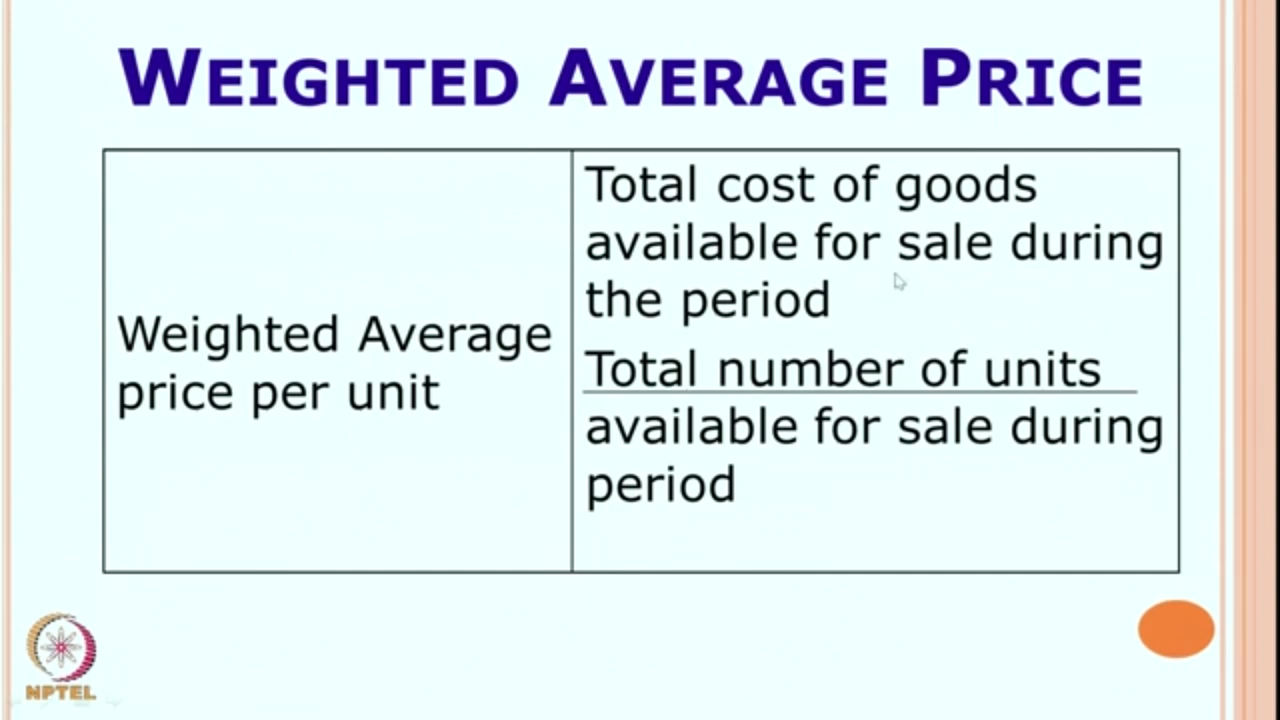 WEIGHTED AVERAGE PRICE
Weighted Average
price per unit
Total cost of goods
available for sale during
the period
Total number of units
available for sale during
period
NPTEL